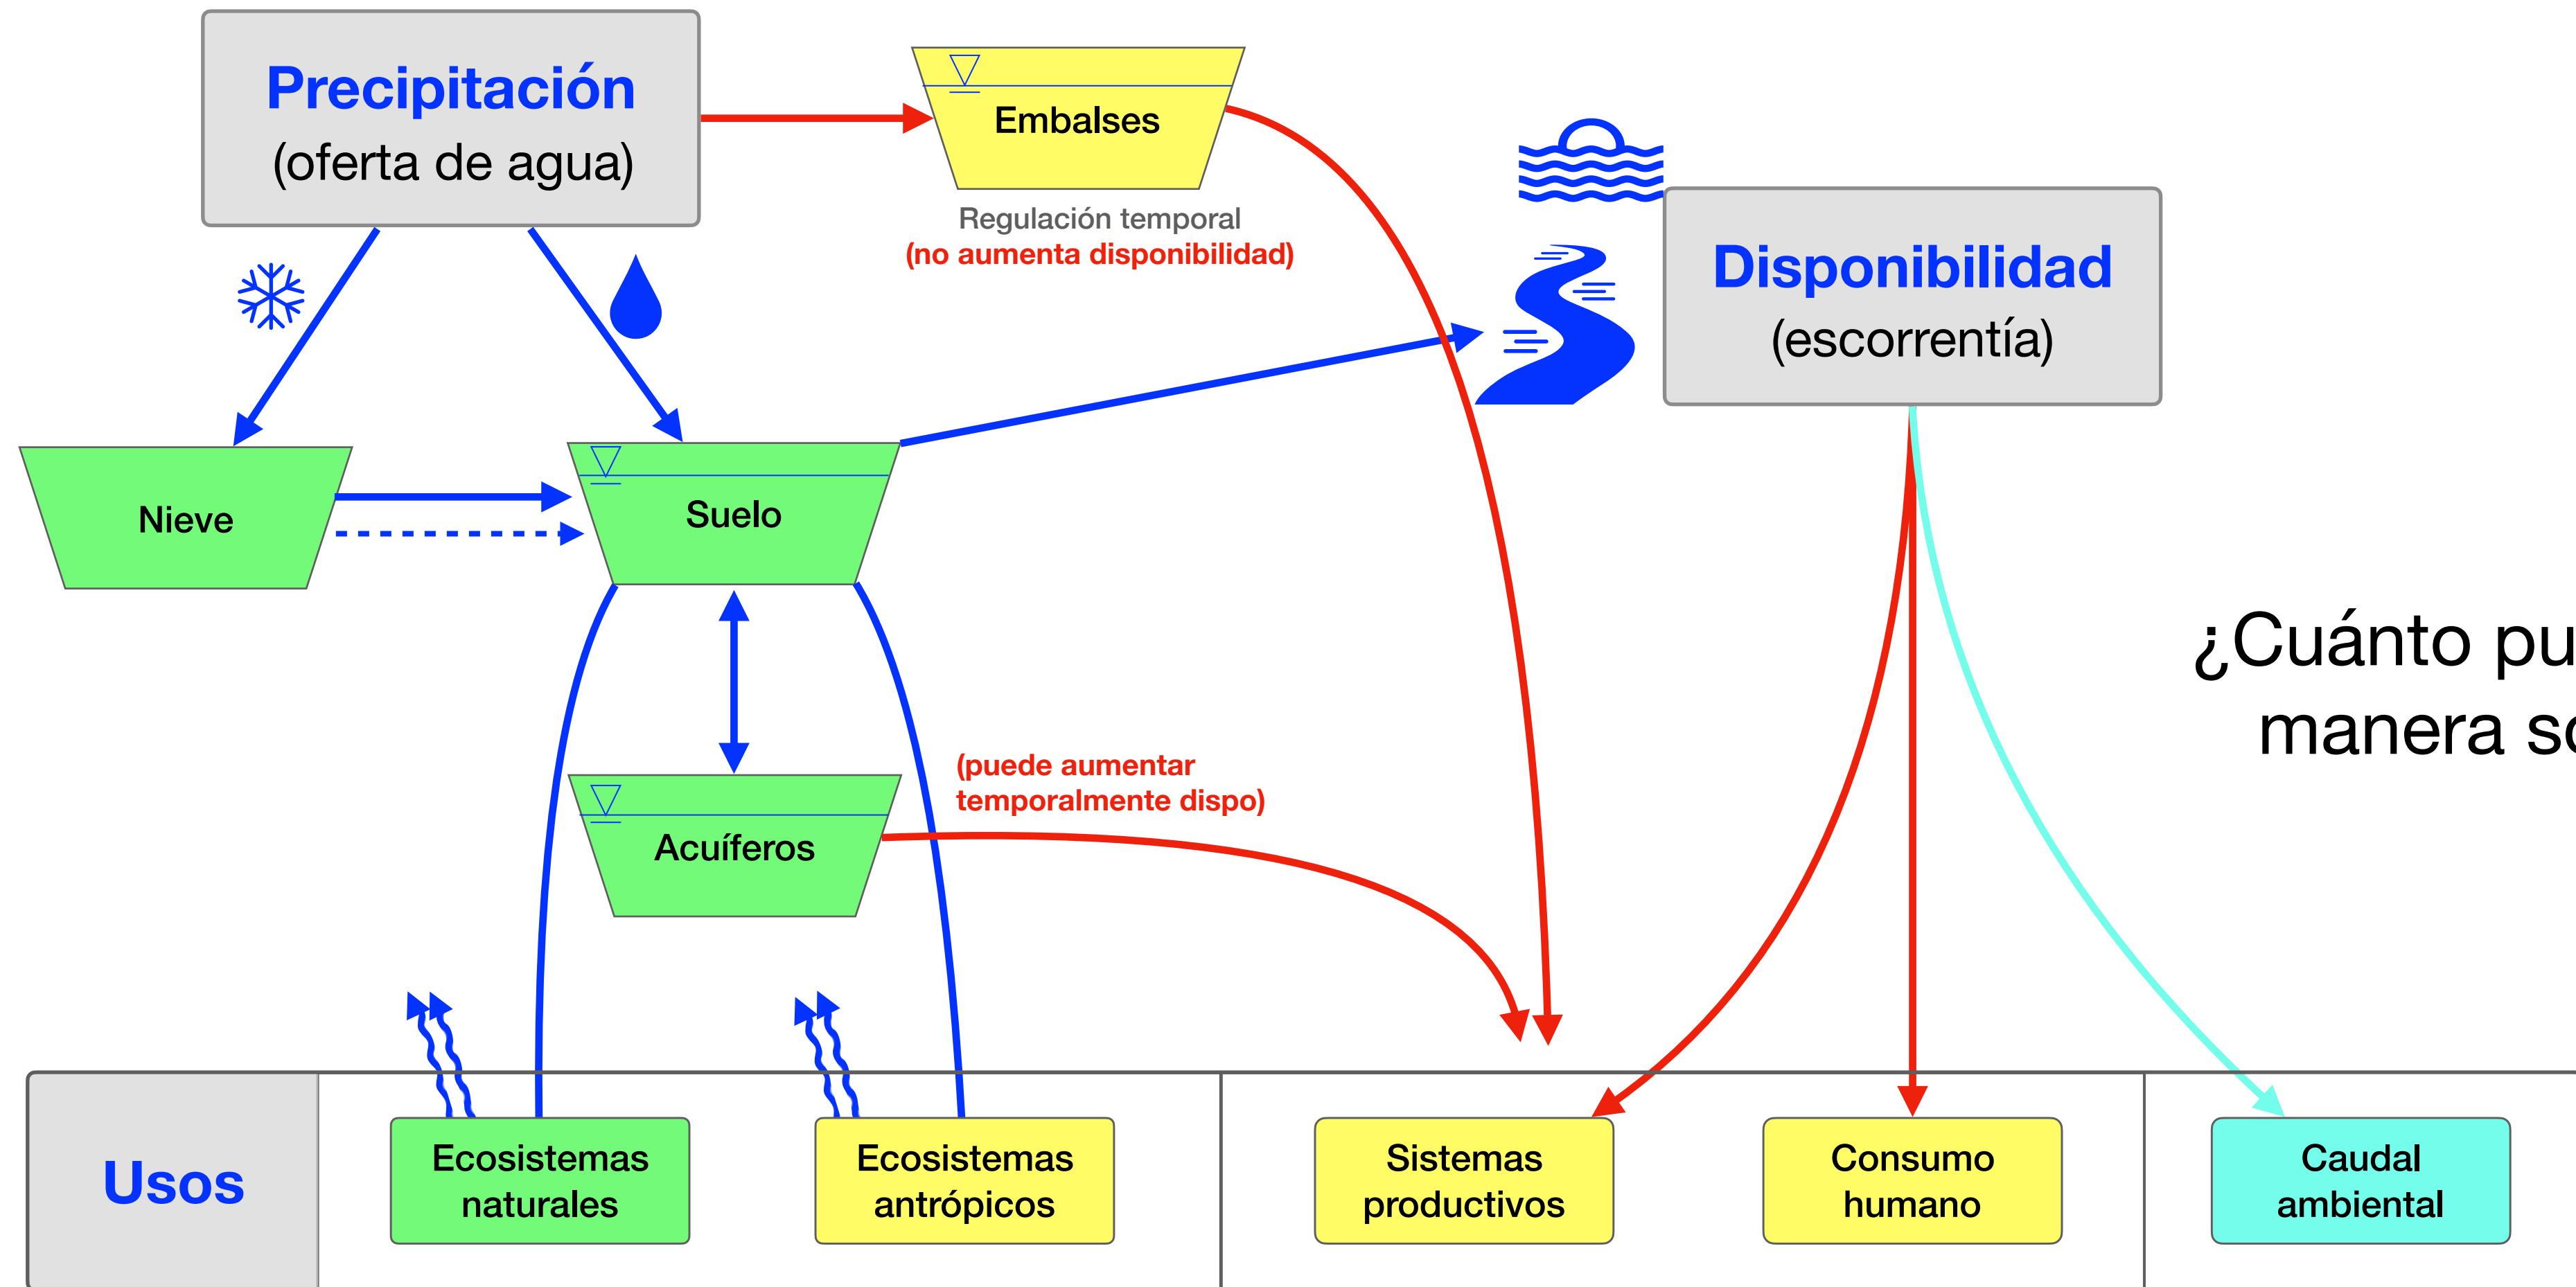 Precipitación
(oferta de agua)
Embalses
Regulación temporal
(no aumenta disponibilidad)
Disponibilidad
(escorrentía)
Nieve
Suelo
¿Cuánto
manera
(puede aumentar
temporalmente dispo)
Acuíferos
Usos
Ecosistemas
naturales
Ecosistemas
antrópicos
Sistemas
productivos
Consumo
humano
Caudal
ambiental